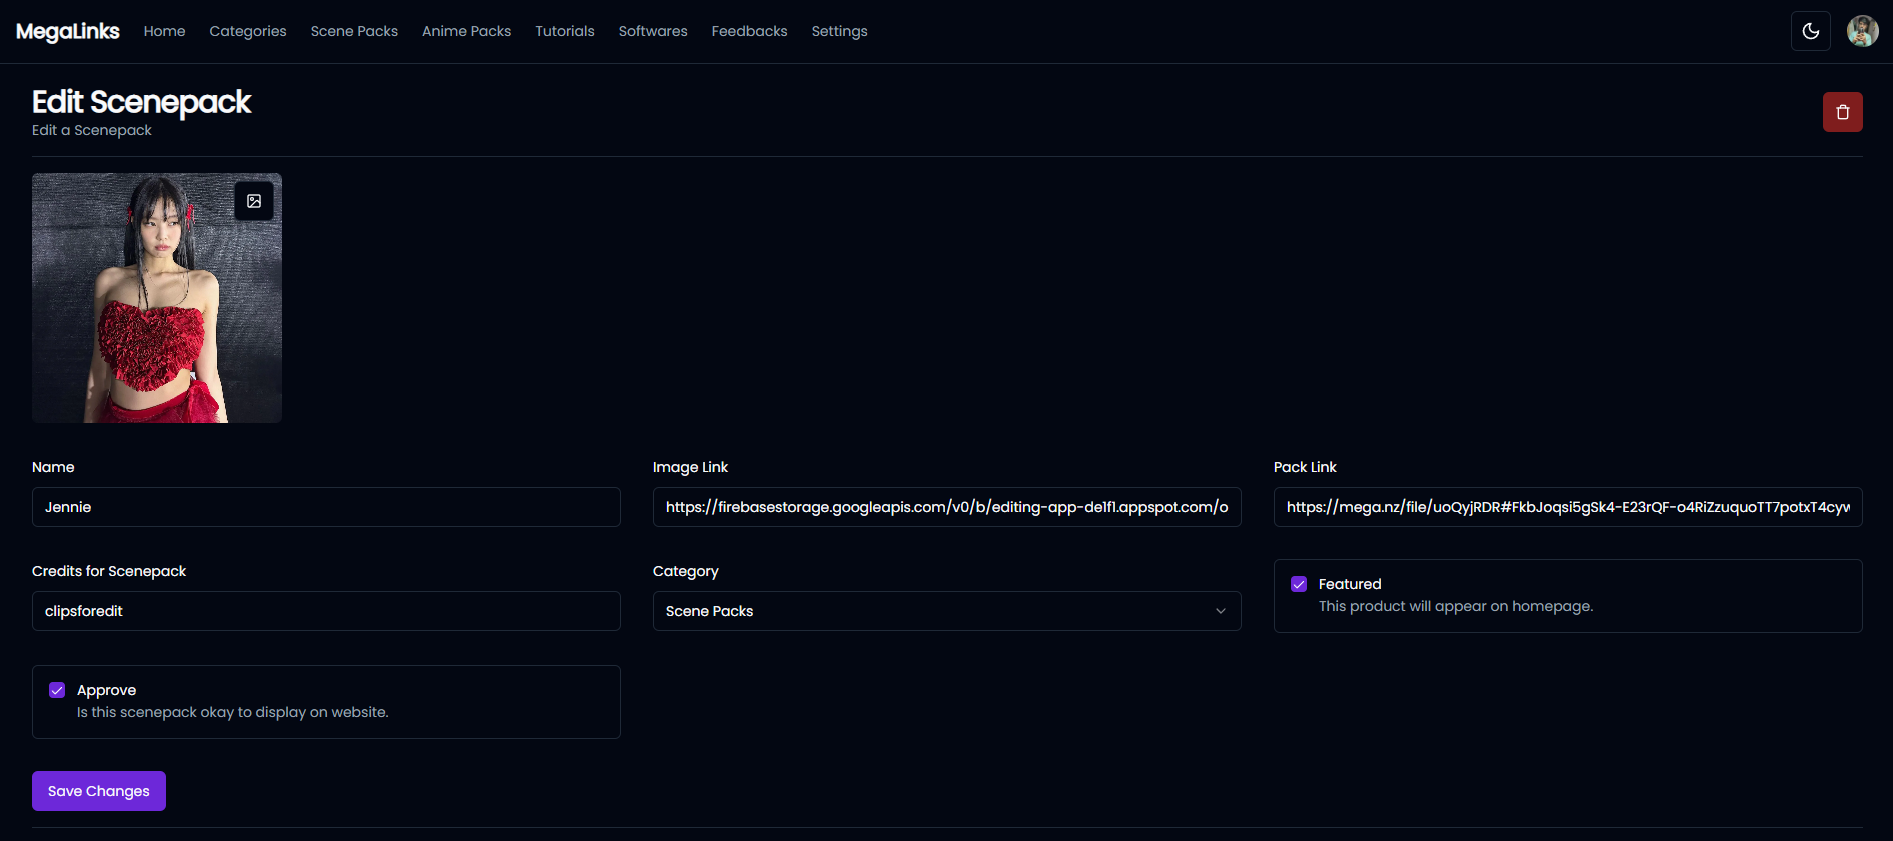 MegaLinks Home Categories Scene Packs Anime Packs Tutorials Softwares Feedbacks Settings
Edit Scenepack
Edit a Scenepack
Name
Jennie
Image Link
https://firebasestorage.googleapis.com/v0/b/editing-app-de1f1.appspot.com/o
Pack Link
https://mega.nz/file/uoQyjRDR#FkbJoqsi5gSk4-E23rQF-o4RiZzuquoTT7potxT4cyw
Credits for Scenepack
clipsforedit
Category
Scene Packs
Featured
This product will appear on homepage.
Approve
Is this scenepack okay to display on website.
Save Changes